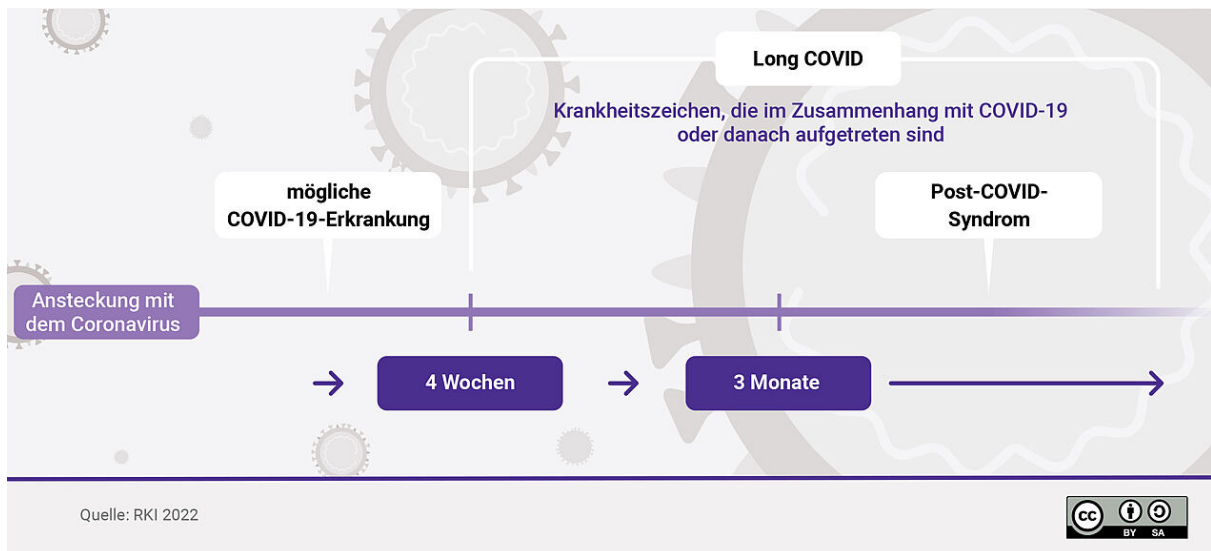 Long COVID
Krankheitszeichen, die im Zusammenhang mit COVID-19
oder danach aufgetreten sind
mögliche
COVID-19-Erkrankung
Post-COVID-
Syndrom
Ansteckung mit
dem Coronavirus
4 Wochen
3 Monate
Quelle: RKI 2022
cc
BY SA